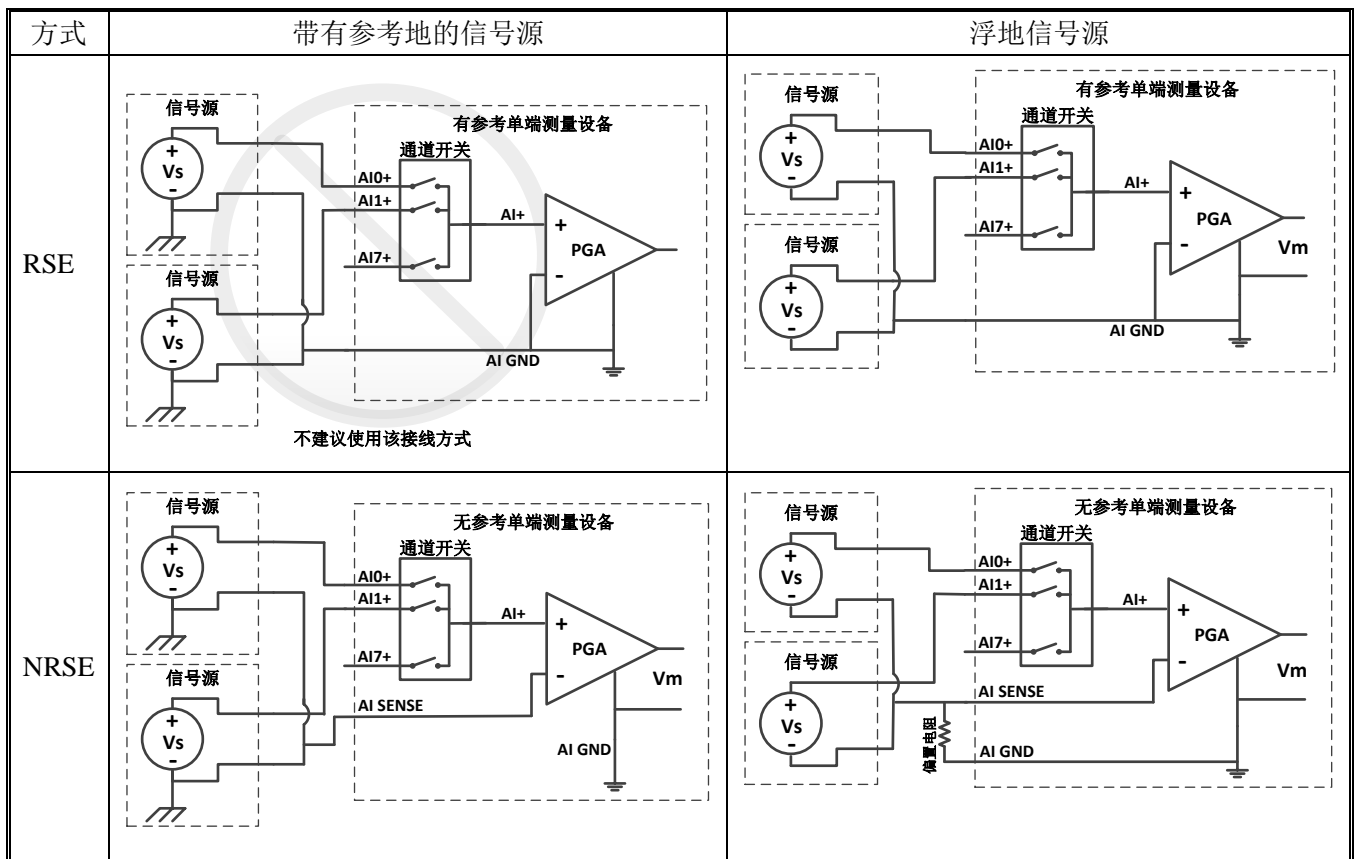 方式 带有参考地的信号源 浮地信号源
RSE
信号源
+
Vs
-
信号源
+
Vs
-
有参考单端测量设备
通道开关
AI0+
AI1+
AI7+
AI+
+
PGA
-
AI GND
不建议使用该接线方式
信号源
+
Vs
-
信号源
+
Vs
-
有参考单端测量设备
通道开关
AI0+
AI1+
AI7+
AI+
+
PGA
-
Vm
AI GND
NRSE
信号源
+
Vs
-
信号源
+
Vs
-
无参考单端测量设备
通道开关
AI0+
AI1+
AI7+
AI+
+
PGA
-
Vm
AI SENSE
AI GND
信号源
+
Vs
-
信号源
+
Vs
-
无参考单端测量设备
通道开关
AI0+
AI1+
AI7+
AI+
+
PGA
-
Vm
AI SENSE
偏置电阻
AI GND